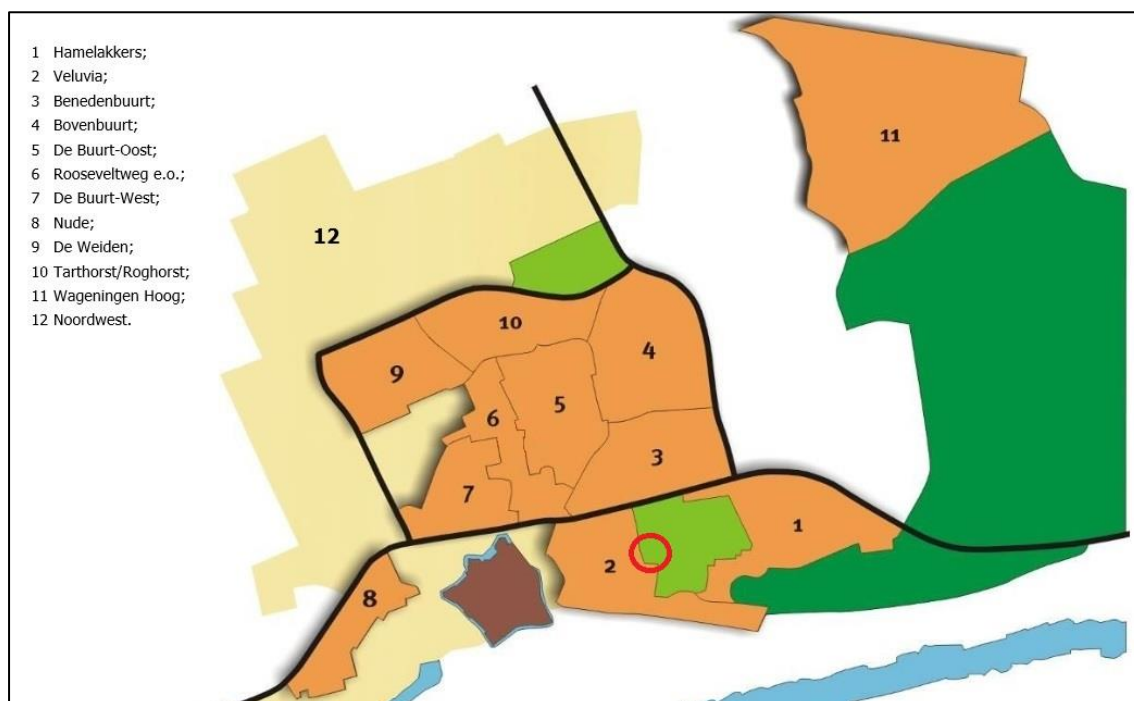 1 Hamelakkers;
2 Veluvia;
3 Benedenbuurt;
4 Bovenbuurt;
5 De Buurt-Oost;
6 Rooseveltweg e.o.;
7 De Buurt-West;
8 Nude;
9 De Weiden;
10 Tarthorst/Roghorst;
11 Wageningen Hoog;
12 Noordwest.
11
12
10
4
9
5
6
3
7
1
2
8